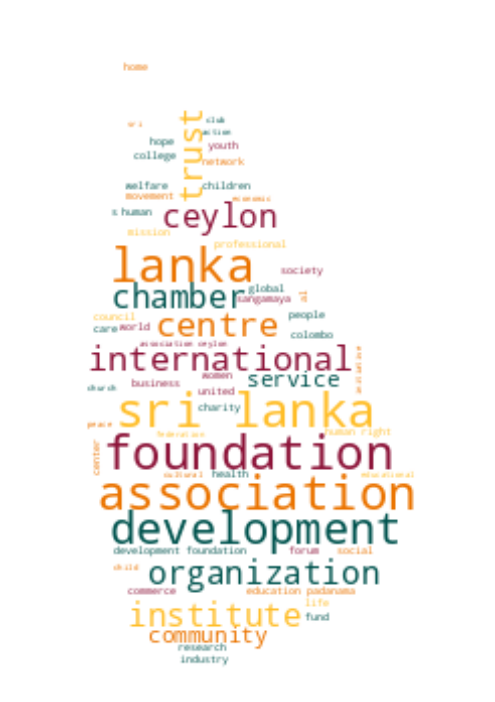 home
sri
club
action
trust
hope
youth
college
network
welfare
children
movement
economic
s human
ceylon
mission
professional
lanka
society
chamber
global
sangamaya
al
council
people
care
world
centre
colombo
association ceylon
international
women
service
church
business
united
sri lanka
charity
peace
federation
human right
foundation
center
cultural
health
educational
association
development
development foundation
forum
social
child
organization
commerce
education padanama
life
institute
fund
community
research
industry